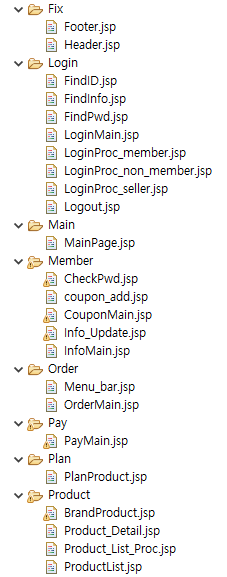 Fix
Footer.jsp
Header.jsp
Login
FindID.jsp
FindInfo.jsp
FindPwd.jsp
LoginMain.jsp
LoginProc_member.jsp
LoginProc_non_member.jsp
LoginProc_seller.jsp
Logout.jsp
Main
MainPage.jsp
Member
CheckPwd.jsp
coupon_add.jsp
CouponMain.jsp
Info_Update.jsp
InfoMain.jsp
Order
Menu_bar.jsp
OrderMain.jsp
Pay
PayMain.jsp
Plan
PlanProduct.jsp
Product
BrandProduct.jsp
Product_Detail.jsp
Product_List_Proc.jsp
ProductList.jsp